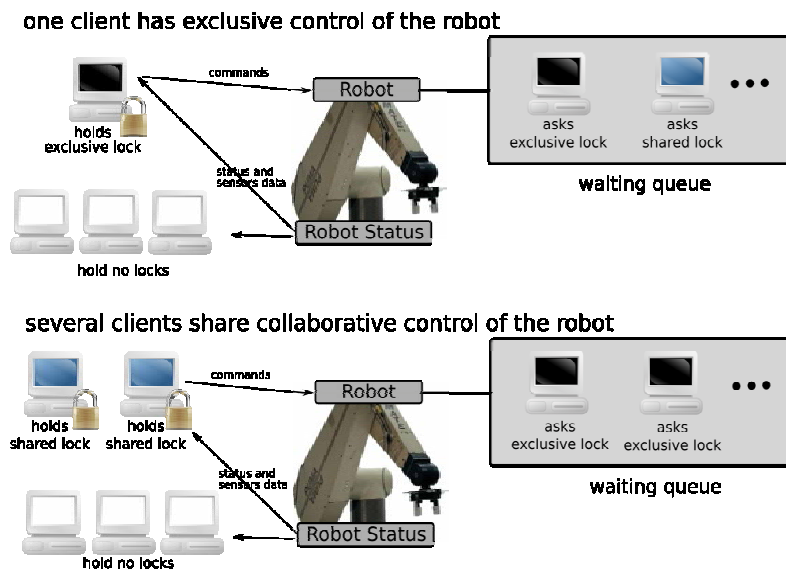 one client has exclusive control of the robot
commands
Robot
holds
exclusive lock
asks
exclusive lock
asks
shared lock
waiting queue
status and
sensors data
Robot Status
hold no locks
several clients share collaborative control of the robot
commands
Robot
holds
shared lock
holds
shared lock
asks
exclusive lock
asks
exclusive lock
waiting queue
status and
sensors data
Robot Status
hold no locks